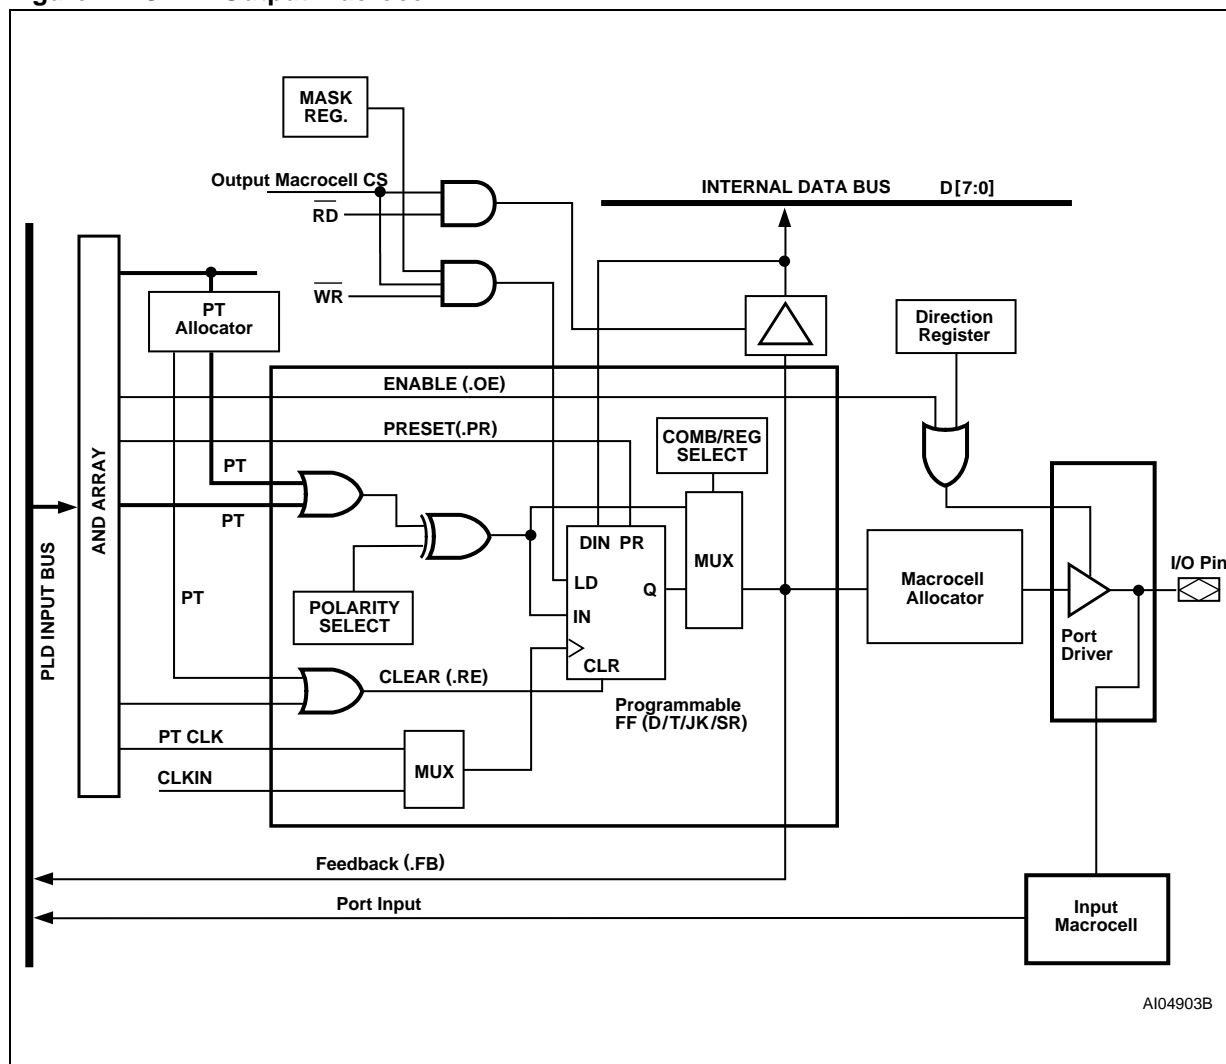 MASK
REG.
Output Macrocell CS
RD
WR
INTERNAL DATA BUS D[7:0]
PT
Allocator
Direction
Register
ENABLE (.OE)
PRESET(.PR)
COMB/REG
SELECT
PT
PT
PT
AND ARRAY
PLD INPUT BUS
POLARITY
SELECT
DIN PR
LD
IN
Q
CLR
MUX
Macrocell
Allocator
I/O Pin
Port
Driver
CLEAR (.RE)
Programmable
FF (D/T/JK/SR)
PT CLK
CLKIN
MUX
Feedback (.FB)
Port Input
Input
Macrocell
AI04903B